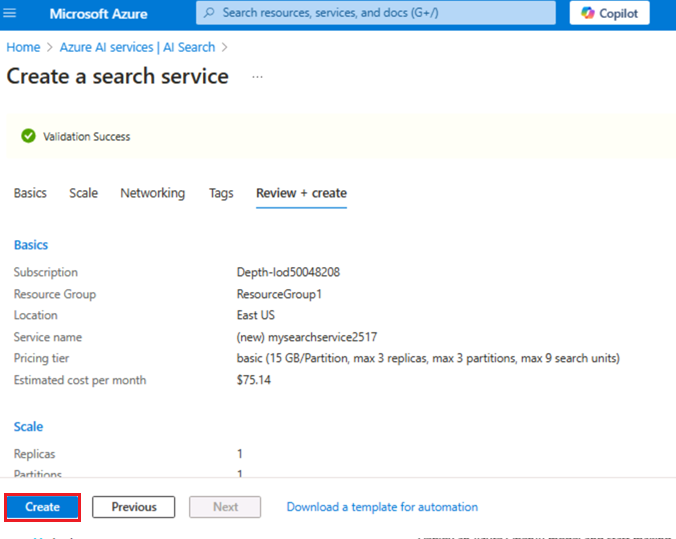 Microsoft Azure
Search resources, services, and docs (G+/)
Copilot
Home > Azure AI services | AI Search >
Create a search service ...
Validation Success
Basics Scale Networking Tags Review + create
Basics
Subscription Depth-lod50048208
Resource Group ResourceGroup1
Location East US
Service name (new) mysearchservice2517
Pricing tier basic (15 GB/Partition, max 3 replicas, max 3 partitions, max 9 search units)
Estimated cost per month $75.14
Scale
Replicas 1
Partitions 1
Create Previous Next Download a template for automation